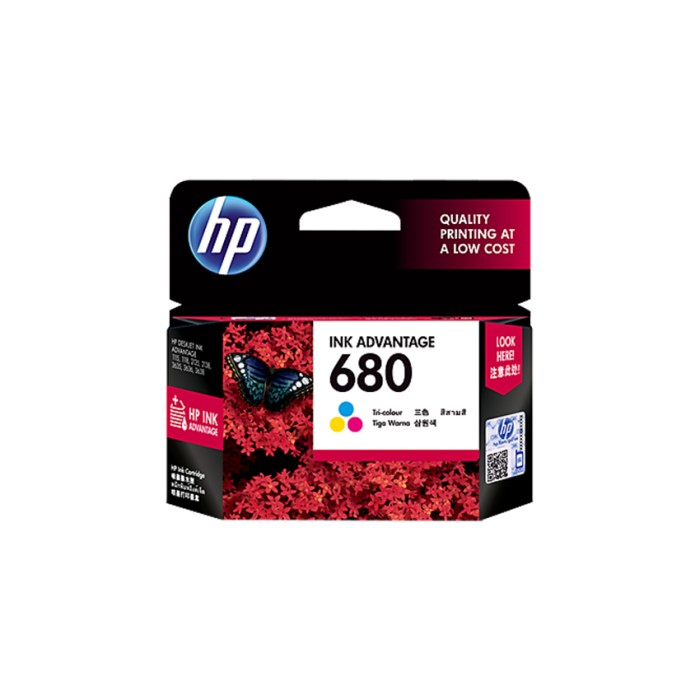 hp
QUALITY
PRINTING AT
A LOW COST
HP DESKJET INK
ADVANTAGE
HP INK
ADVANTAGE
HP Ink Cartridge
INK ADVANTAGE
680
Tri-colour 三色 สีสามสี
Tiga Warna 삼원색
LOOK
HERE!
注意此处!
hp